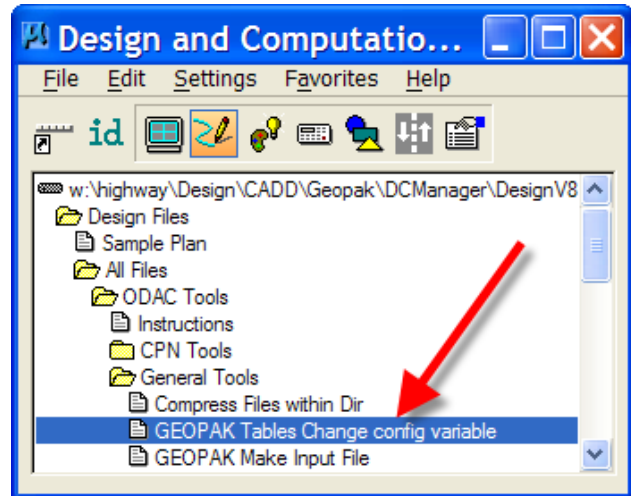 Design and Computatio...
File Edit Settings Favorites Help
id
w:\highway\Design\CADD\Geopak\DCManager\DesignV8
Design Files
Sample Plan
All Files
ODAC Tools
Instructions
CPN Tools
General Tools
Compress Files within Dir
GEOPAK Tables Change config variable
GEOPAK Make Input File